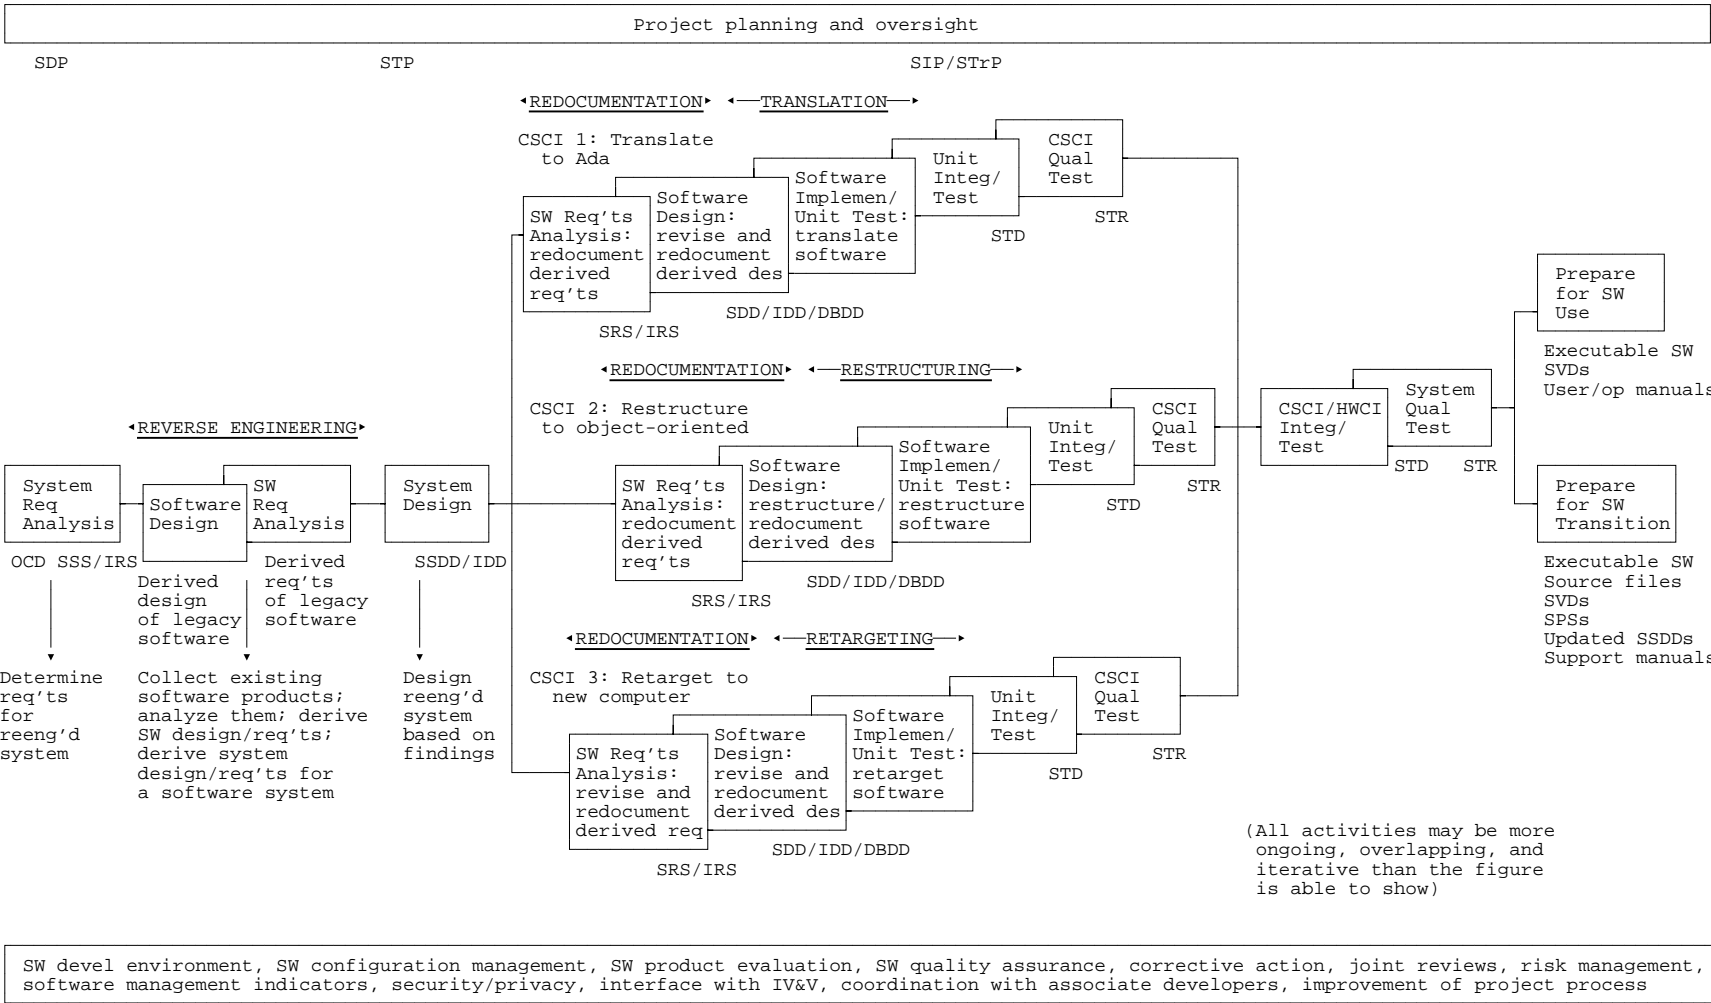 Project planning and oversight
SDP
STP
SIP/STrP
REDOCUMENTATION
TRANSLATION
CSCI 1: Translate
to Ada
SW Req'ts
Analysis:
redocument
derived
req'ts
SRS/IRS
Software
Design:
revise and
redocument
derived des
SDD/IDD/DBDD
Software
Implemen/
Unit Test:
translate
software
Unit
Integ/
Test
STD
CSCI
Qual
Test
STR
REVERSE ENGINEERING
System
Req
Analysis
OCD SSS/IRS
Determine
req'ts
for
reeng'd
system
Software
Design
Derived
design
of legacy
software
SW
Req
Analysis
Derived
req'ts
of legacy
software
Collect existing
software products;
analyze them; derive
SW design/req'ts;
derive system
design/req'ts for
a software system
System
Design
SSDD/IDD
Design
reeng'd
system
based on
findings
REDOCUMENTATION
RESTRUCTURING
CSCI 2: Restructure
to object-oriented
SW Req'ts
Analysis:
redocument
derived
req'ts
SRS/IRS
Software
Design:
restructure/
redocument
derived des
SDD/IDD/DBDD
Software
Implemen/
Unit Test:
restructure
software
Unit
Integ/
Test
STD
CSCI
Qual
Test
STR
REDOCUMENTATION
RETARGETING
CSCI 3: Retarget to
new computer
SW Req'ts
Analysis:
revise and
redocument
derived req
SRS/IRS
Software
Design:
revise and
redocument
derived des
SDD/IDD/DBDD
Software
Implemen/
Unit Test:
retarget
software
Unit
Integ/
Test
STD
CSCI
Qual
Test
STR
CSCI/HWCI
Integ/
Test
STD
System
Qual
Test
STR
Prepare
for SW
Use
Executable SW
SVDs
User/op manuals
Prepare
for SW
Transition
Executable SW
Source files
SVDs
SPSs
Updated SSDDs
Support manuals
(All activities may be more
ongoing, overlapping, and
iterative than the figure
is able to show)
SW devel environment, SW configuration management, SW product evaluation, SW quality assurance, corrective action, joint reviews, risk management,
software management indicators, security/privacy, interface with IV&V, coordination with associate developers, improvement of project process